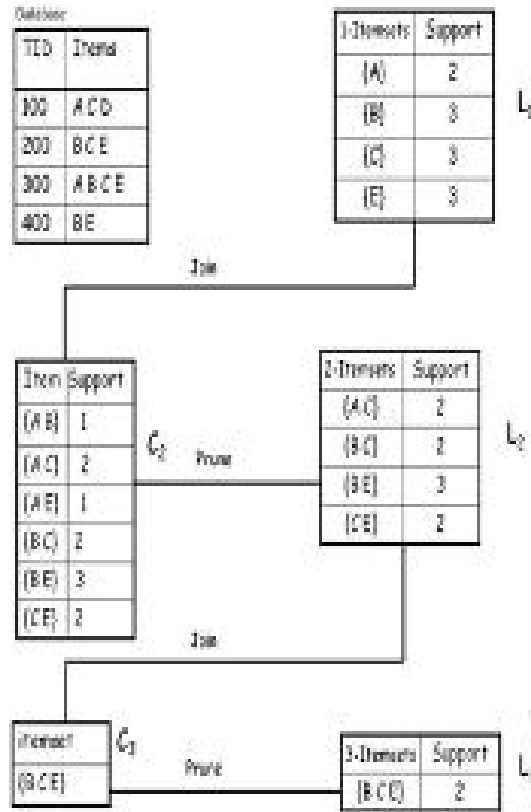 Database
TID Items
100 A C D
200 B C E
300 A B C E
400 B E
1-Itemsets Support
{A} 2
{B} 3
{C} 3
{E} 3
Join
Item Support
{A B} 1
{A C} 2
{A E} 1
{B C} 2
{B E} 3
{C E} 2
C2
Prune
2-Itemsets Support
{A C} 2
{B C} 2
{B E} 3
{C E} 2
L2
Join
itemset
{B C E}
C3
Prune
3-Itemsets Support
{B C E} 2
L